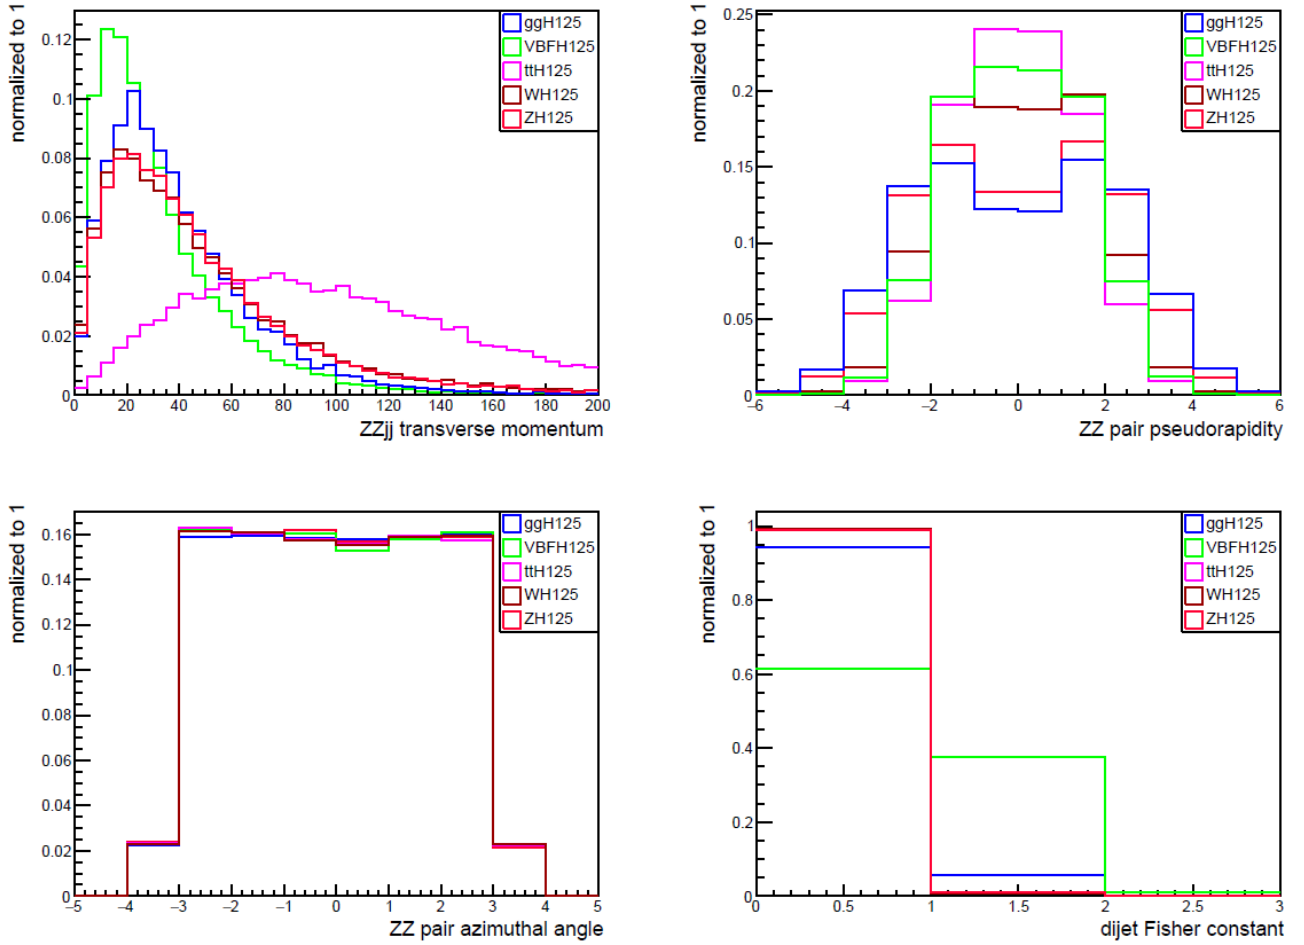 normalized to 1
0.12
0.1
0.08
0.06
0.04
0.02
0
0 20 40 60 80 100 120 140 160 180 200
ZZjj transverse momentum
ggH125
VBFH125
ttH125
WH125
ZH125
normalized to 1
0.25
0.2
0.15
0.1
0.05
0
−6 −4 −2 0 2 4 6
ZZ pair pseudorapidity
ggH125
VBFH125
ttH125
WH125
ZH125
normalized to 1
0.16
0.14
0.12
0.1
0.08
0.06
0.04
0.02
0
−5 −4 −3 −2 −1 0 1 2 3 4 5
ZZ pair azimuthal angle
ggH125
VBFH125
ttH125
WH125
ZH125
normalized to 1
1
0.8
0.6
0.4
0.2
0
0 0.5 1 1.5 2 2.5 3
dijet Fisher constant
ggH125
VBFH125
ttH125
WH125
ZH125